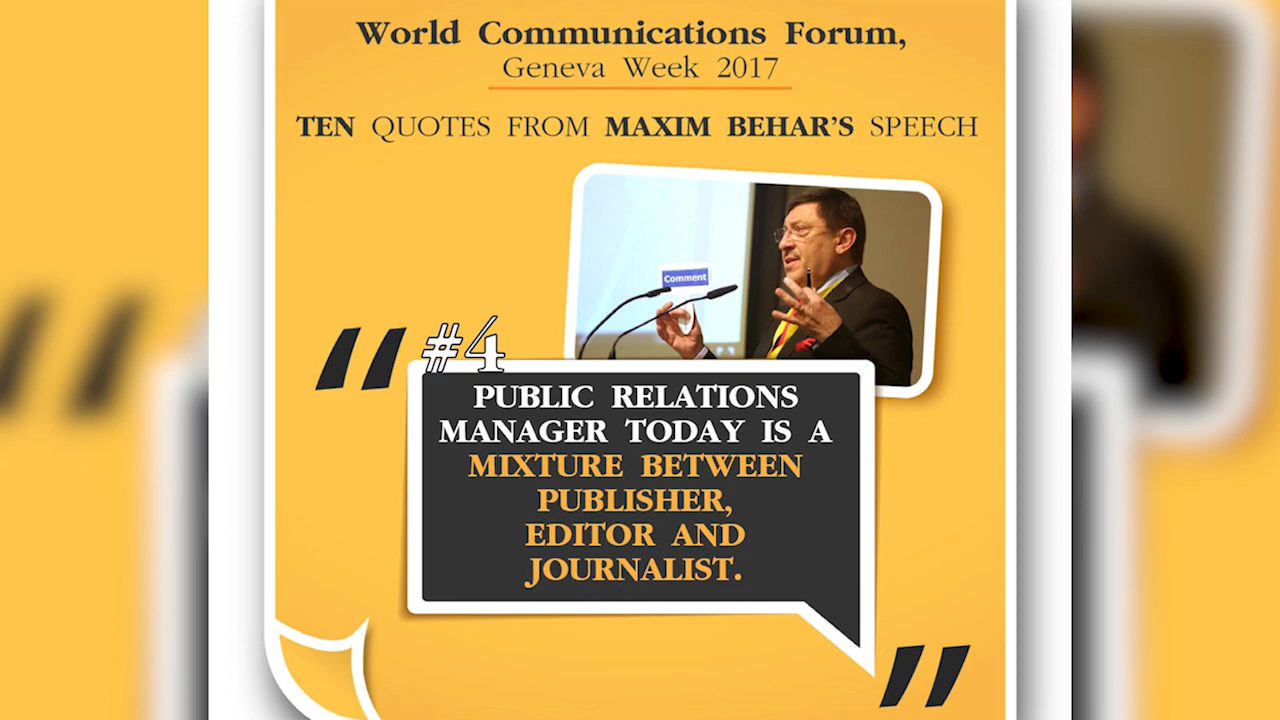 World Communications Forum,
Geneva Week 2017
TEN QUOTES FROM MAXIM BEHAR'S SPEECH
Comment
#4
PUBLIC RELATIONS
MANAGER TODAY IS A
MIXTURE BETWEEN
PUBLISHER,
EDITOR AND
JOURNALIST.